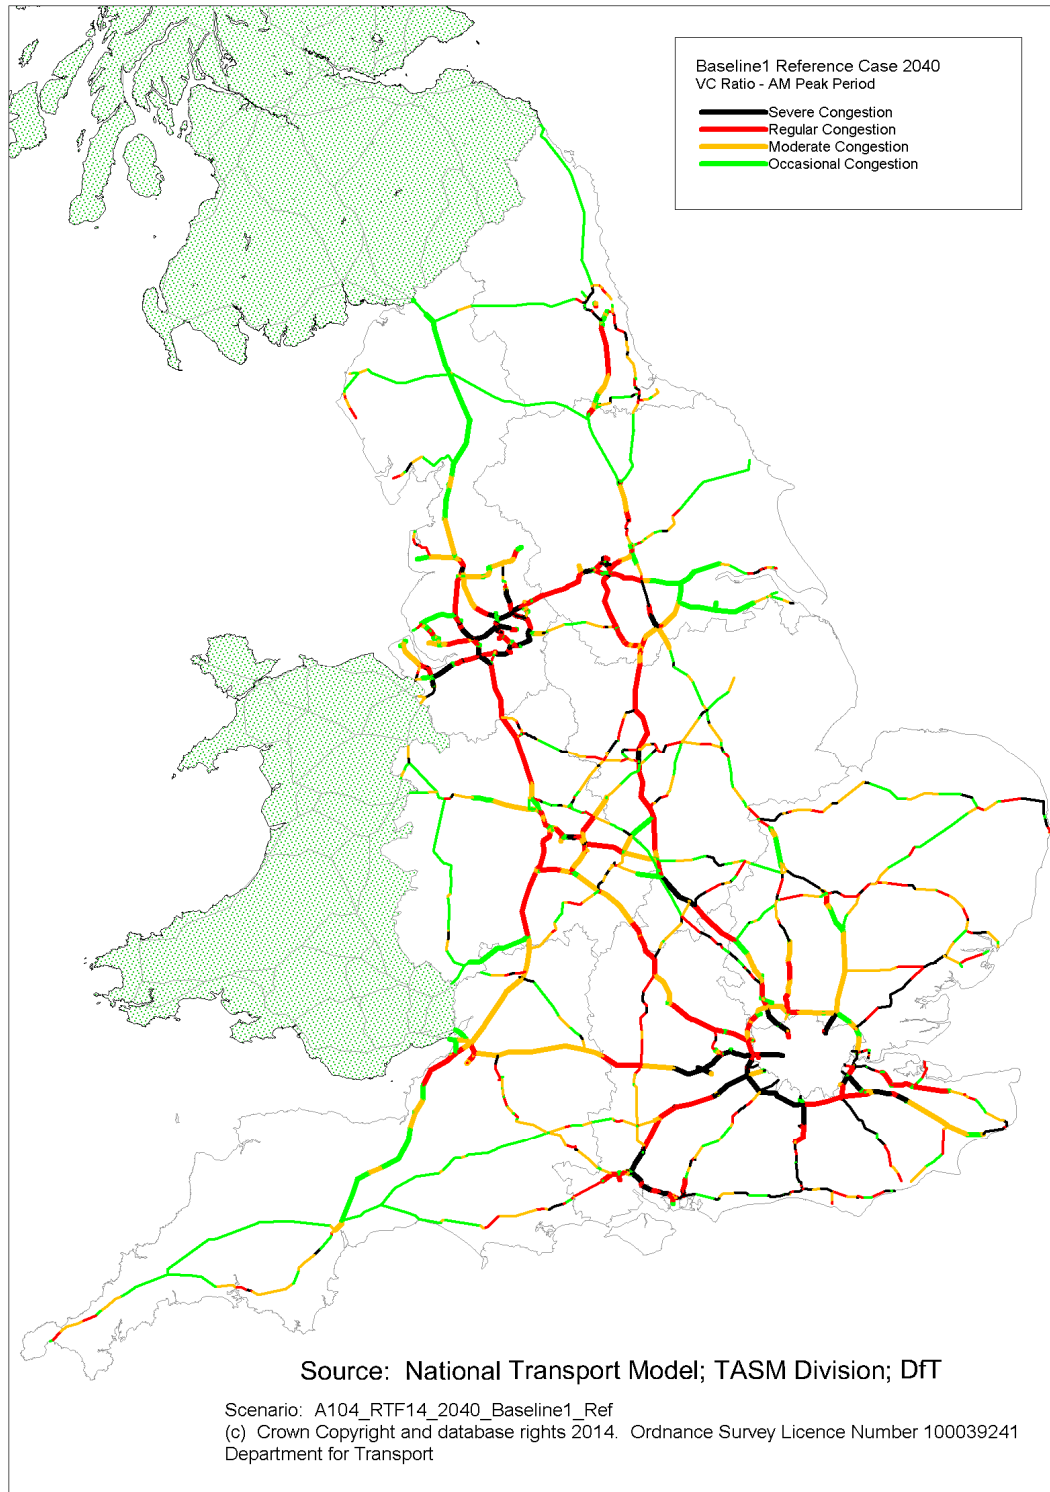 Baseline1 Reference Case 2040
VC Ratio - AM Peak Period
Severe Congestion
Regular Congestion
Moderate Congestion
Occasional Congestion
Source: National Transport Model; TASM Division; DfT
Scenario: A104_RTF14_2040_Baseline1_Ref
(c) Crown Copyright and database rights 2014. Ordnance Survey Licence Number 100039241
Department for Transport